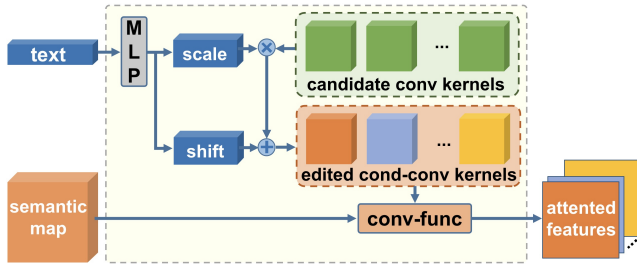 text
M
L
P
scale
shift
...
candidate conv kernels
...
edited cond-conv kernels
semantic
map
conv-func
attented
features
...